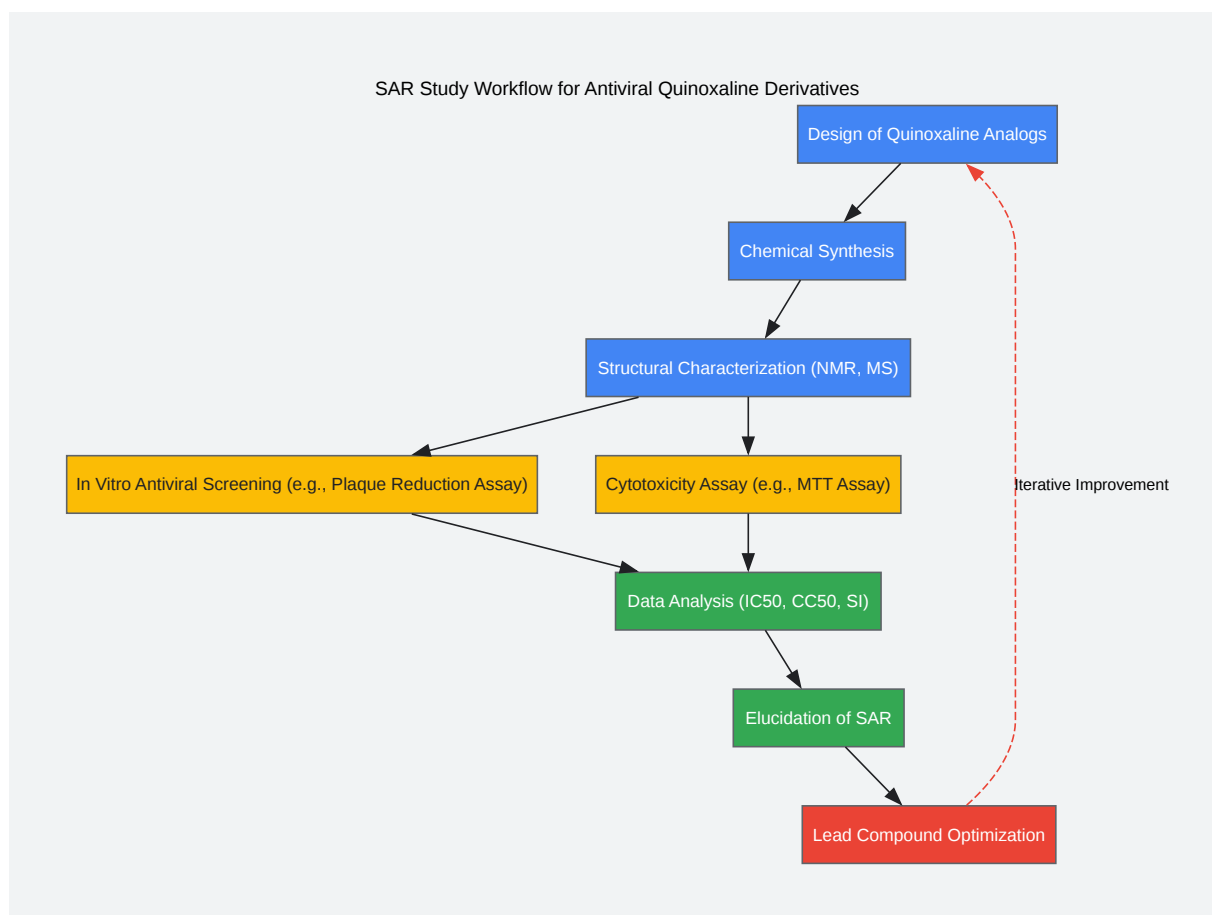 SAR Study Workflow for Antiviral Quinoxaline Derivatives
Design of Quinoxaline Analogs
Chemical Synthesis
Structural Characterization (NMR, MS)
In Vitro Antiviral Screening (e.g., Plaque Reduction Assay)
Cytotoxicity Assay (e.g., MTT Assay)
Iterative Improvement
Data Analysis (IC50, CC50, SI)
Elucidation of SAR
Lead Compound Optimization